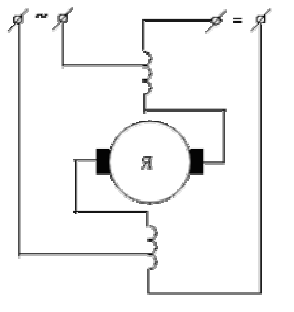 ~ =
Я